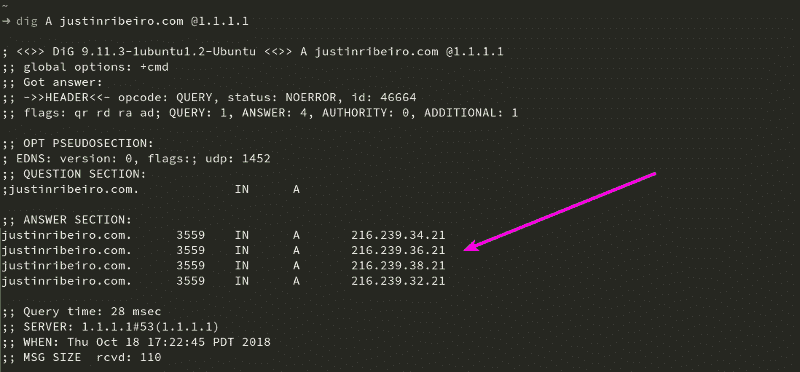 ~
→ dig A justinribeiro.com @1.1.1.1
; <<>> DiG 9.11.3-1ubuntu1.2-Ubuntu <<>> A justinribeiro.com @1.1.1.1
;; global options: +cmd
;; Got answer:
;; ->>HEADER<<- opcode: QUERY, status: NOERROR, id: 46664
;; flags: qr rd ra ad; QUERY: 1, ANSWER: 4, AUTHORITY: 0, ADDITIONAL: 1
;; OPT PSEUDOSECTION:
; EDNS: version: 0, flags:; udp: 1452
;; QUESTION SECTION:
;justinribeiro.com. IN A
;; ANSWER SECTION:
justinribeiro.com. 3559 IN A 216.239.34.21
justinribeiro.com. 3559 IN A 216.239.36.21
justinribeiro.com. 3559 IN A 216.239.38.21
justinribeiro.com. 3559 IN A 216.239.32.21
;; Query time: 28 msec
;; SERVER: 1.1.1.1#53(1.1.1.1)
;; WHEN: Thu Oct 18 17:22:45 PDT 2018
;; MSG SIZE rcvd: 110